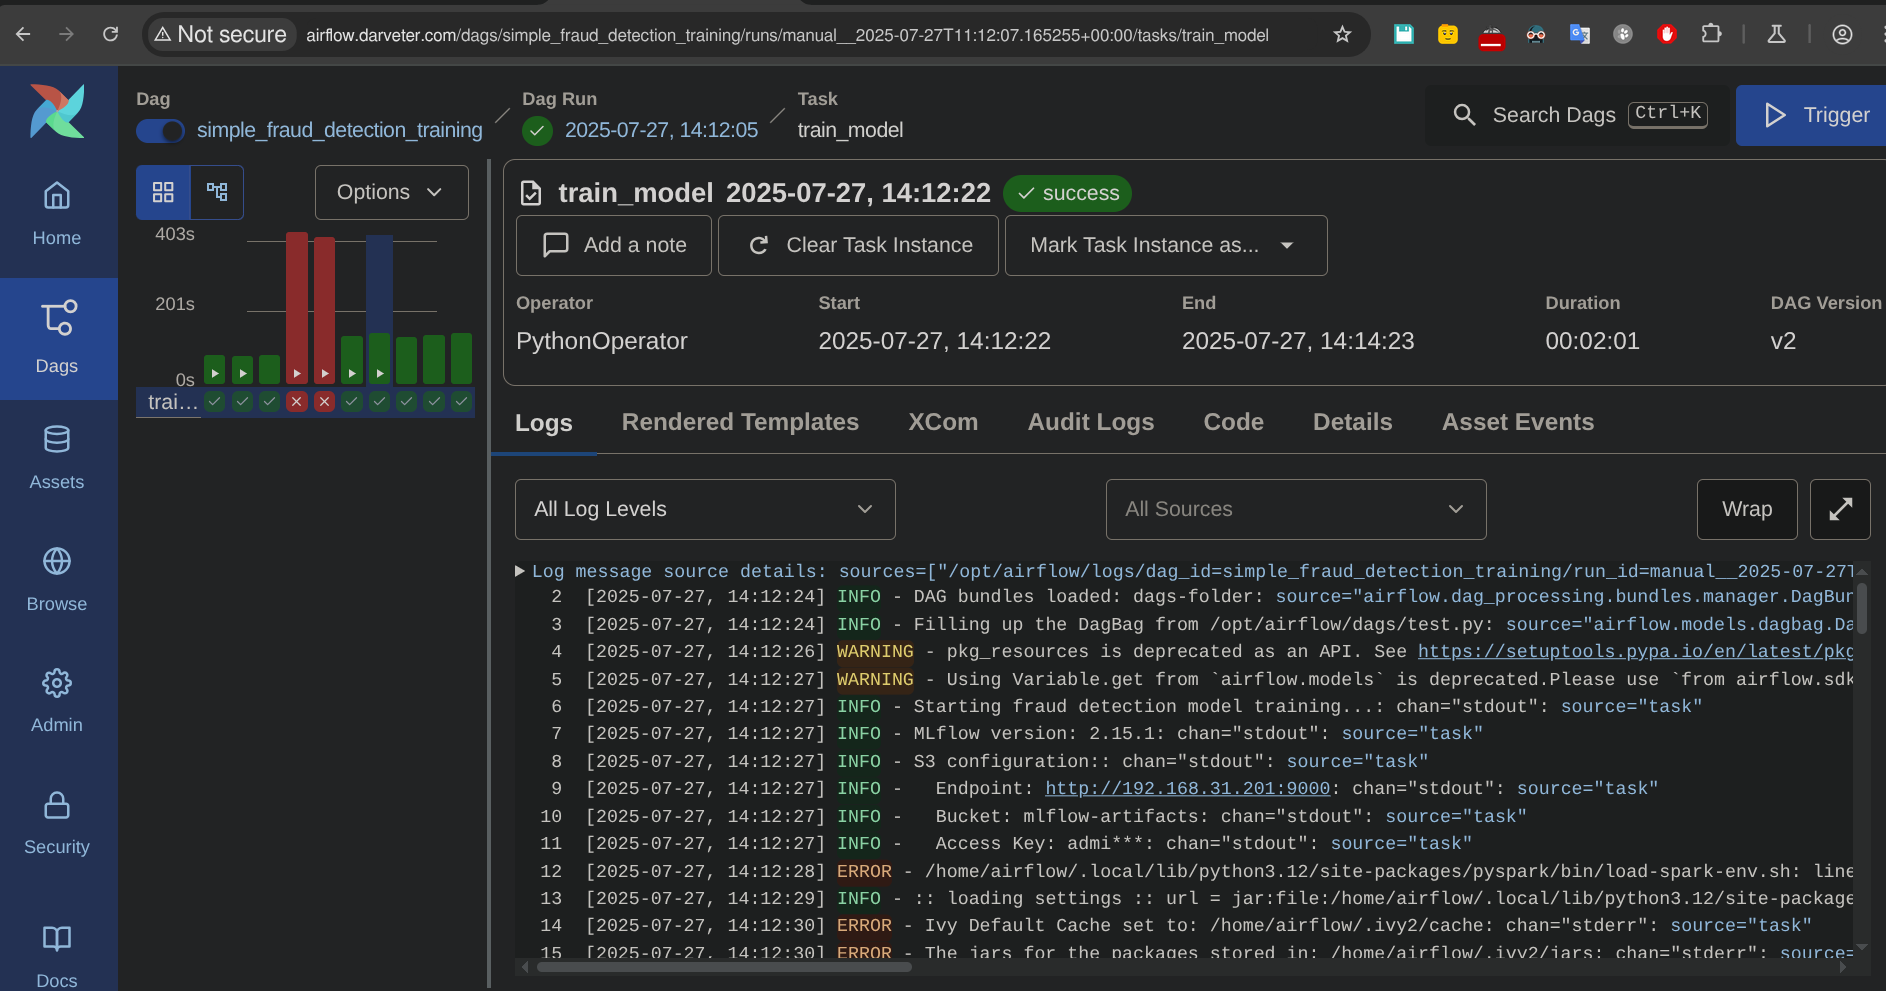 Not secure airflow.darveter.com/dags/simple_fraud_detection_training/runs/manual__2025-07-27T11:12:07.165255+00:00/tasks/train_model
Dag
simple_fraud_detection_training
Dag Run
2025-07-27, 14:12:05
Task
train_model
Search Dags Ctrl+K
Trigger
Home
Dags
Assets
Browse
Admin
Security
Docs
Options
403s
201s
0s
trai...
train_model 2025-07-27, 14:12:22 success
Add a note
Clear Task Instance
Mark Task Instance as...
Operator Start End Duration DAG Version
PythonOperator 2025-07-27, 14:12:22 2025-07-27, 14:14:23 00:02:01 v2
Logs Rendered Templates XCom Audit Logs Code Details Asset Events
All Log Levels
All Sources
Wrap
Log message source details: sources=["/opt/airflow/logs/dag_id=simple_fraud_detection_training/run_id=manual__2025-07-27T
2 [2025-07-27, 14:12:24] INFO - DAG bundles loaded: dags-folder: source="airflow.dag_processing.bundles.manager.DagBun
3 [2025-07-27, 14:12:24] INFO - Filling up the DagBag from /opt/airflow/dags/test.py: source="airflow.models.dagbag.Da
4 [2025-07-27, 14:12:26] WARNING - pkg_resources is deprecated as an API. See https://setuptools.pypa.io/en/latest/pkg
5 [2025-07-27, 14:12:27] WARNING - Using Variable.get from `airflow.models` is deprecated.Please use `from airflow.sdk
6 [2025-07-27, 14:12:27] INFO - Starting fraud detection model training...: chan="stdout": source="task"
7 [2025-07-27, 14:12:27] INFO - MLflow version: 2.15.1: chan="stdout": source="task"
8 [2025-07-27, 14:12:27] INFO - S3 configuration:: chan="stdout": source="task"
9 [2025-07-27, 14:12:27] INFO -   Endpoint: http://192.168.31.201:9000: chan="stdout": source="task"
10 [2025-07-27, 14:12:27] INFO -   Bucket: mlflow-artifacts: chan="stdout": source="task"
11 [2025-07-27, 14:12:27] INFO -   Access Key: admi***: chan="stdout": source="task"
12 [2025-07-27, 14:12:28] ERROR - /home/airflow/.local/lib/python3.12/site-packages/pyspark/bin/load-spark-env.sh: line
13 [2025-07-27, 14:12:29] INFO - :: loading settings :: url = jar:file:/home/airflow/.local/lib/python3.12/site-package
14 [2025-07-27, 14:12:30] ERROR - Ivy Default Cache set to: /home/airflow/.ivy2/cache: chan="stderr": source="task"
15 [2025-07-27, 14:12:30] ERROR - The jars for the packages stored in: /home/airflow/.ivy2/jars: chan="stderr": source=